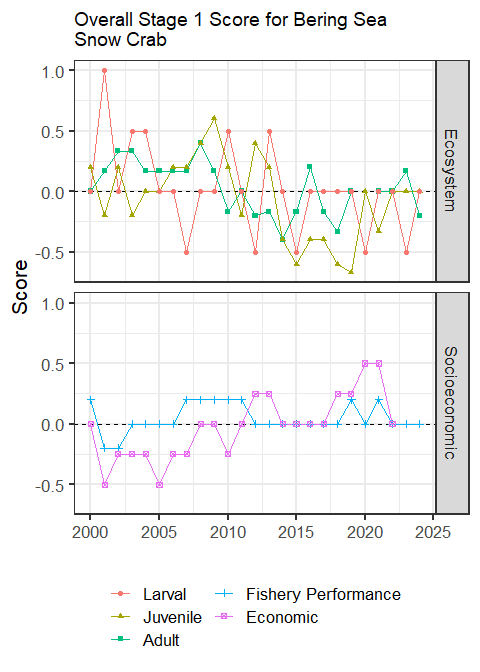 Overall Stage 1 Score for Bering Sea
Snow Crab
1.0
0.5
0.0
-0.5
Ecosystem
Score
1.0
0.5
0.0
-0.5
Socioeconomic
2000 2005 2010 2015 2020 2025
Larval Fishery Performance
Juvenile Economic
Adult